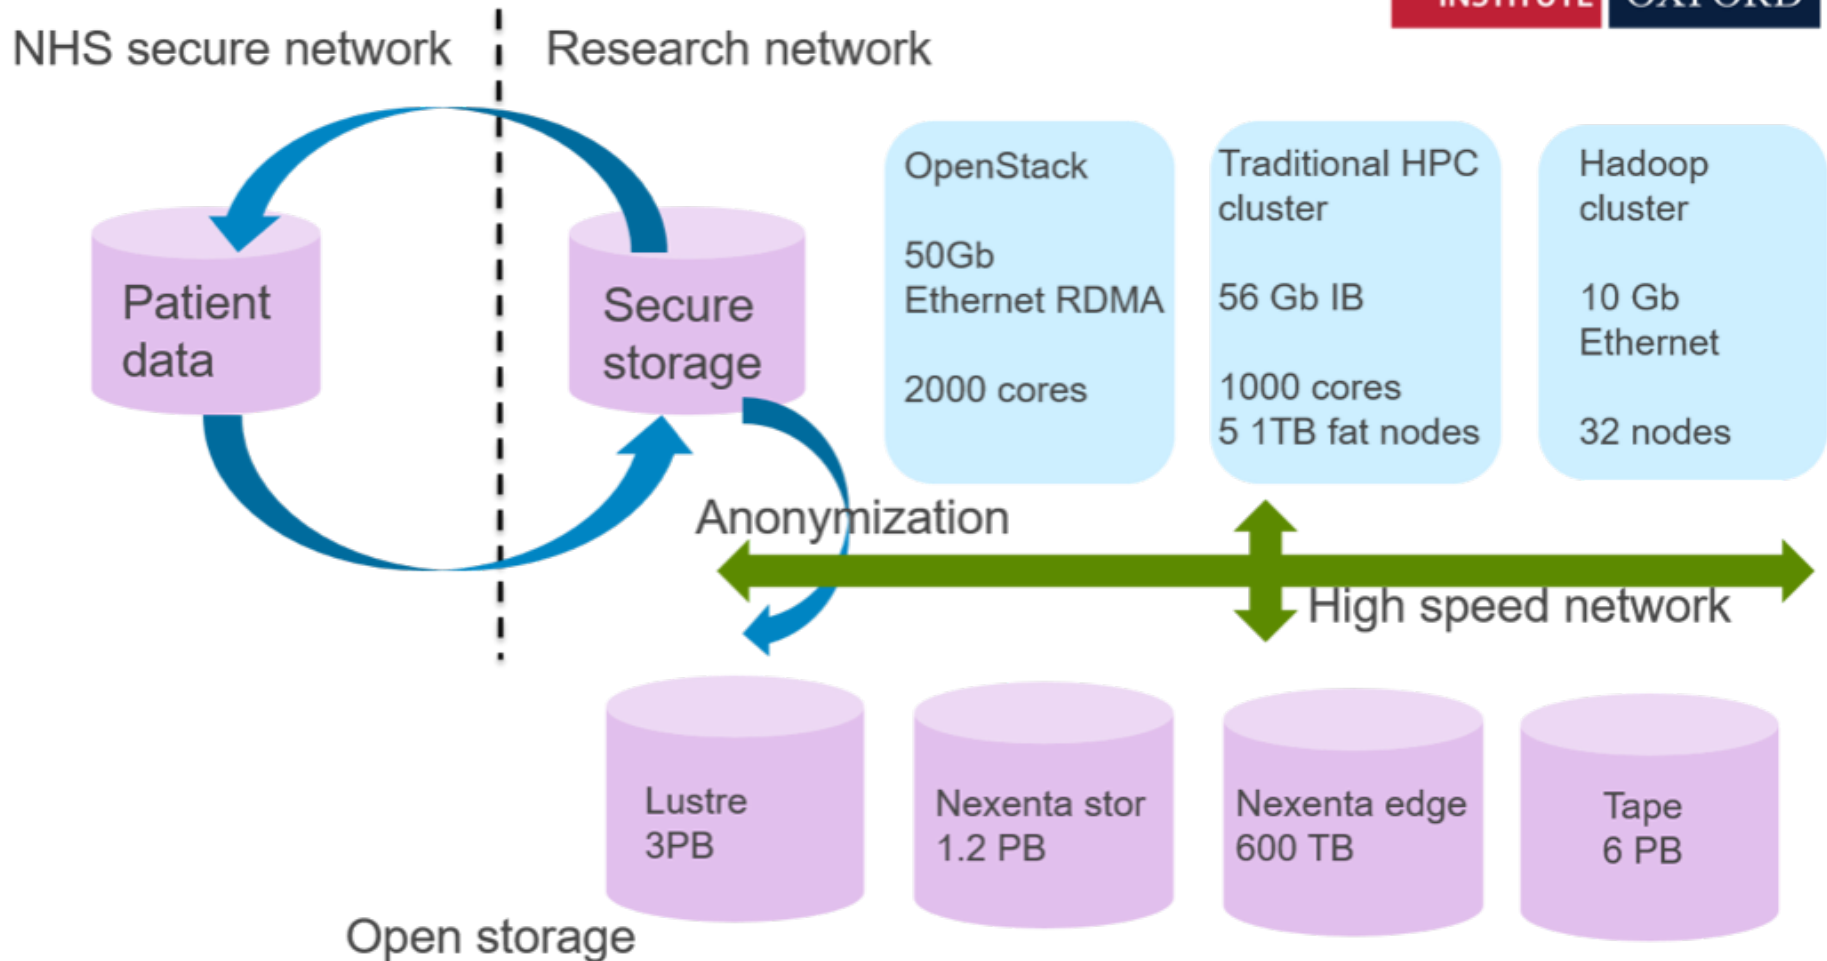 INSTITUTE
OXFORD
NHS secure network
Research network
Patient
data
Secure
storage
OpenStack
50Gb
Ethernet RDMA
2000 cores
Traditional HPC
cluster
56 Gb IB
1000 cores
5 1TB fat nodes
Hadoop
cluster
10 Gb
Ethernet
32 nodes
Anonymization
High speed network
Lustre
3PB
Nexenta stor
1.2 PB
Nexenta edge
600 TB
Tape
6 PB
Open storage